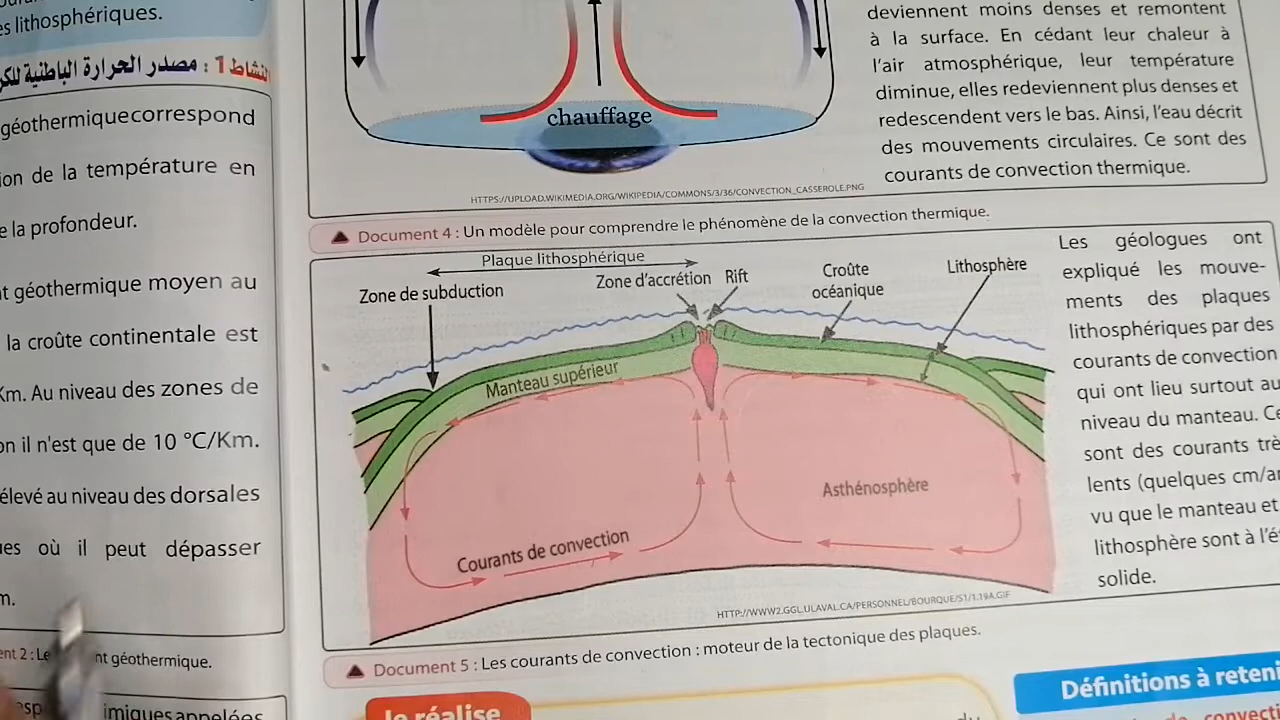 es lithosphériques.
النشاط 1 : مصدر الحرارة الباطنية
géothermique correspond
de la température en
la profondeur.
géothermique moyen au
la croûte continentale est
Km. Au niveau des zones de
il n'est que de 10 °C/Km.
élevé au niveau des dorsales
où il peut dépasser
m.
géothermique.
appelées
chauffage
HTTPS://UPLOAD.WIKIMEDIA.ORG/WIKIPEDIA/COMMONS/3/36/CONVECTION_CASSEROLE.PNG
deviennent moins denses et remontent
à la surface. En cédant leur chaleur à
l'air atmosphérique, leur température
diminue, elles redeviennent plus denses et
redescendent vers le bas. Ainsi, l'eau décrit
des mouvements circulaires. Ce sont des
courants de convection thermique.
Document 4 : Un modèle pour comprendre le phénomène de la convection thermique.
Plaque lithosphérique
Zone de subduction
Zone d'accrétion
Rift
Croûte
océanique
Lithosphère
Manteau supérieur
Asthénosphère
Courants de convection
HTTP://WWW2.GGL.ULAVAL.CA/PERSONNEL/BOURQUE/S1/1.19A.GIF
Les géologues ont
expliqué les mouve-
ments des plaques
lithosphériques par des
courants de convection
qui ont lieu surtout au
niveau du manteau. Ce
sont des courants trè
lents (quelques cm/an
vu que le manteau et
lithosphère sont à l'é
solide.
Document 5 : Les courants de convection : moteur de la tectonique des plaques.
Je réalise
Définitions à reteni
convecti